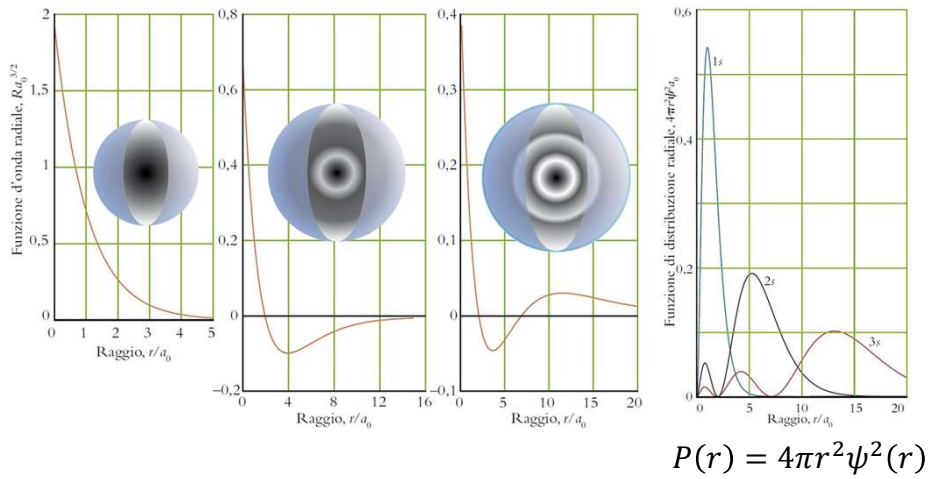 Funzione d'onda radiale, Ra₀^3/2
2
1,5
1
0,5
0
0 1 2 3 4 5
Raggio, r/a₀
0,8
0,6
0,4
0,2
0
–0,2
0 4 8 12 16
Raggio, r/a₀
0,4
0,3
0,2
0,1
0
–0,1
0 5 10 15 20
Raggio, r/a₀
Funzione di distribuzione radiale, 4πr²ψ²a₀
0,6
0,4
0,2
0
1s
2s
3s
0 5 10 15 20
Raggio, r/a₀
P(r) = 4πr²ψ²(r)